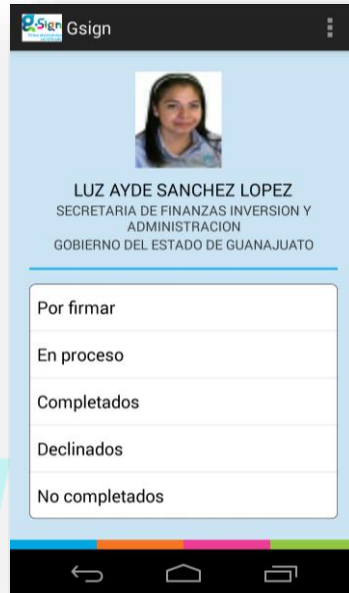 g·Sign Gsign
LUZ AYDE SANCHEZ LOPEZ
SECRETARIA DE FINANZAS INVERSION Y
ADMINISTRACION
GOBIERNO DEL ESTADO DE GUANAJUATO
Por firmar
En proceso
Completados
Declinados
No completados